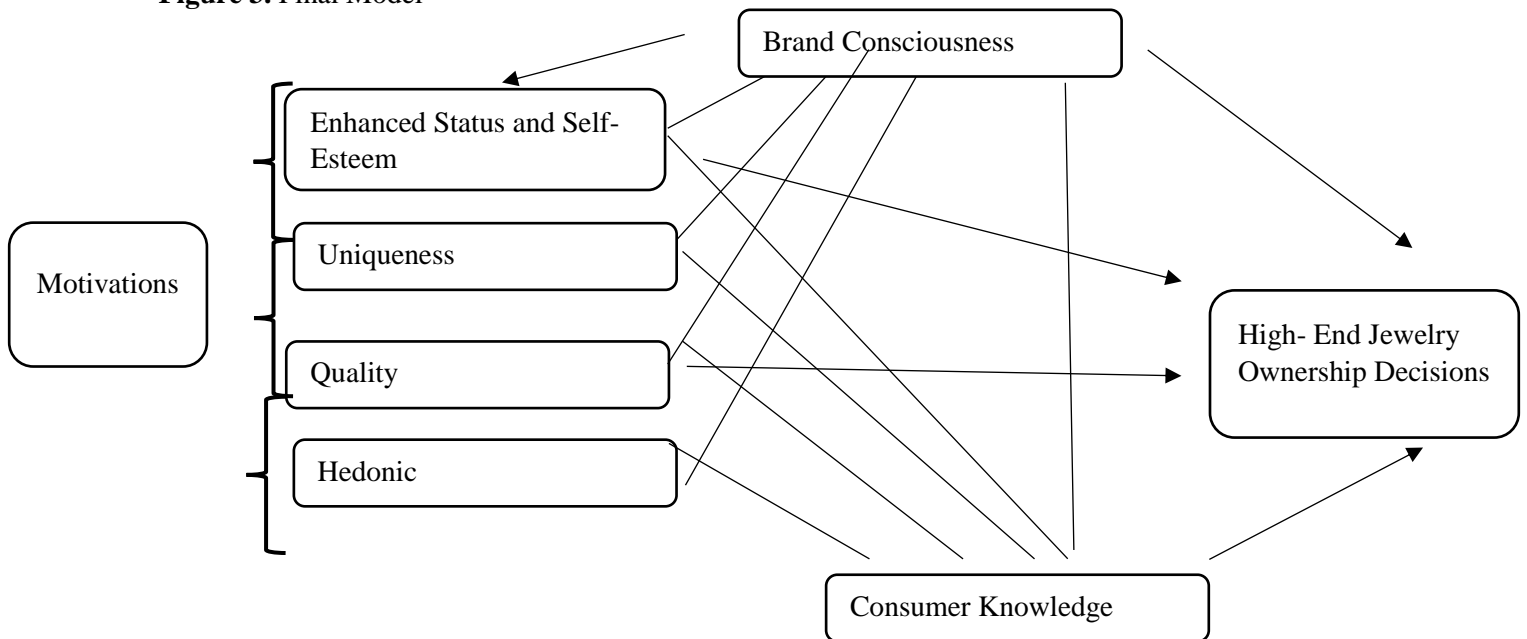 Figure 3. Final Model
Brand Consciousness
Enhanced Status and Self-
Esteem
Uniqueness
Motivations
Quality
High- End Jewelry
Ownership Decisions
Hedonic
Consumer Knowledge